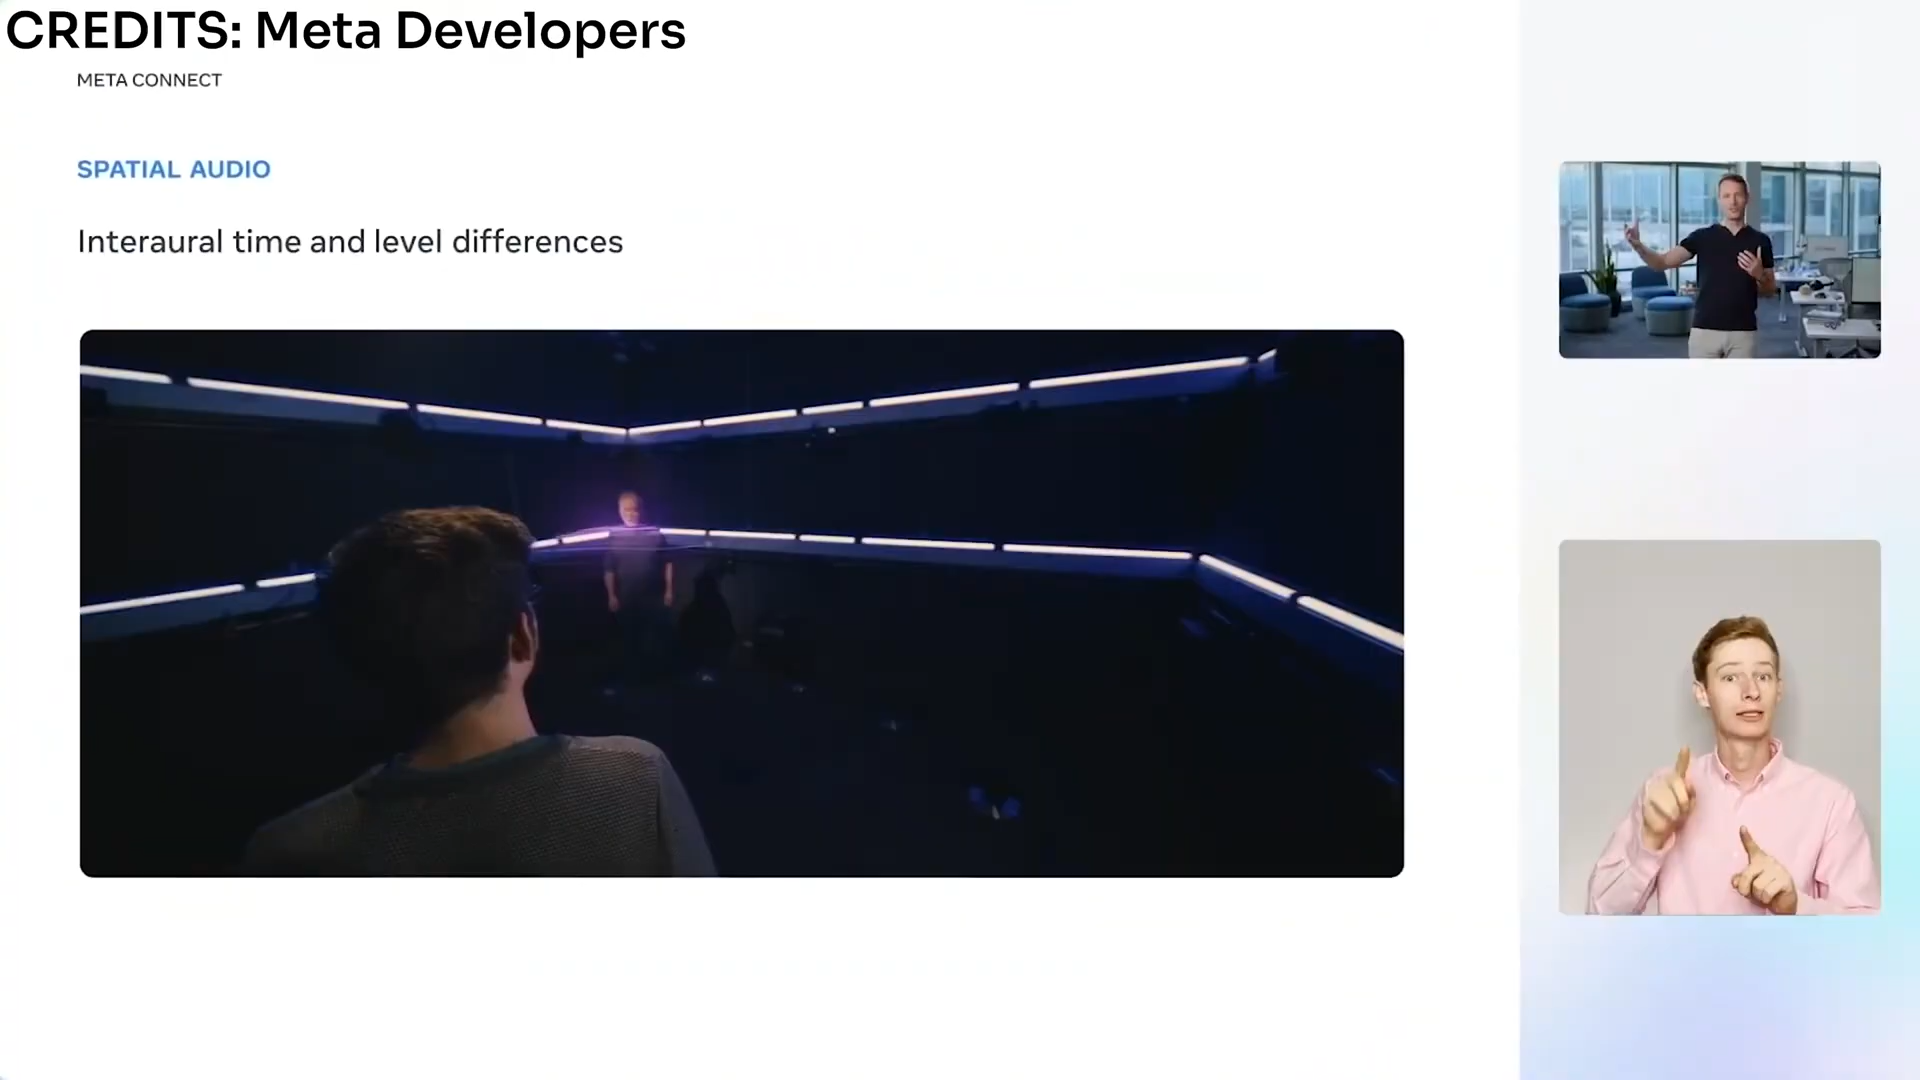 CREDITS: Meta Developers
META CONNECT
SPATIAL AUDIO
Interaural time and level differences